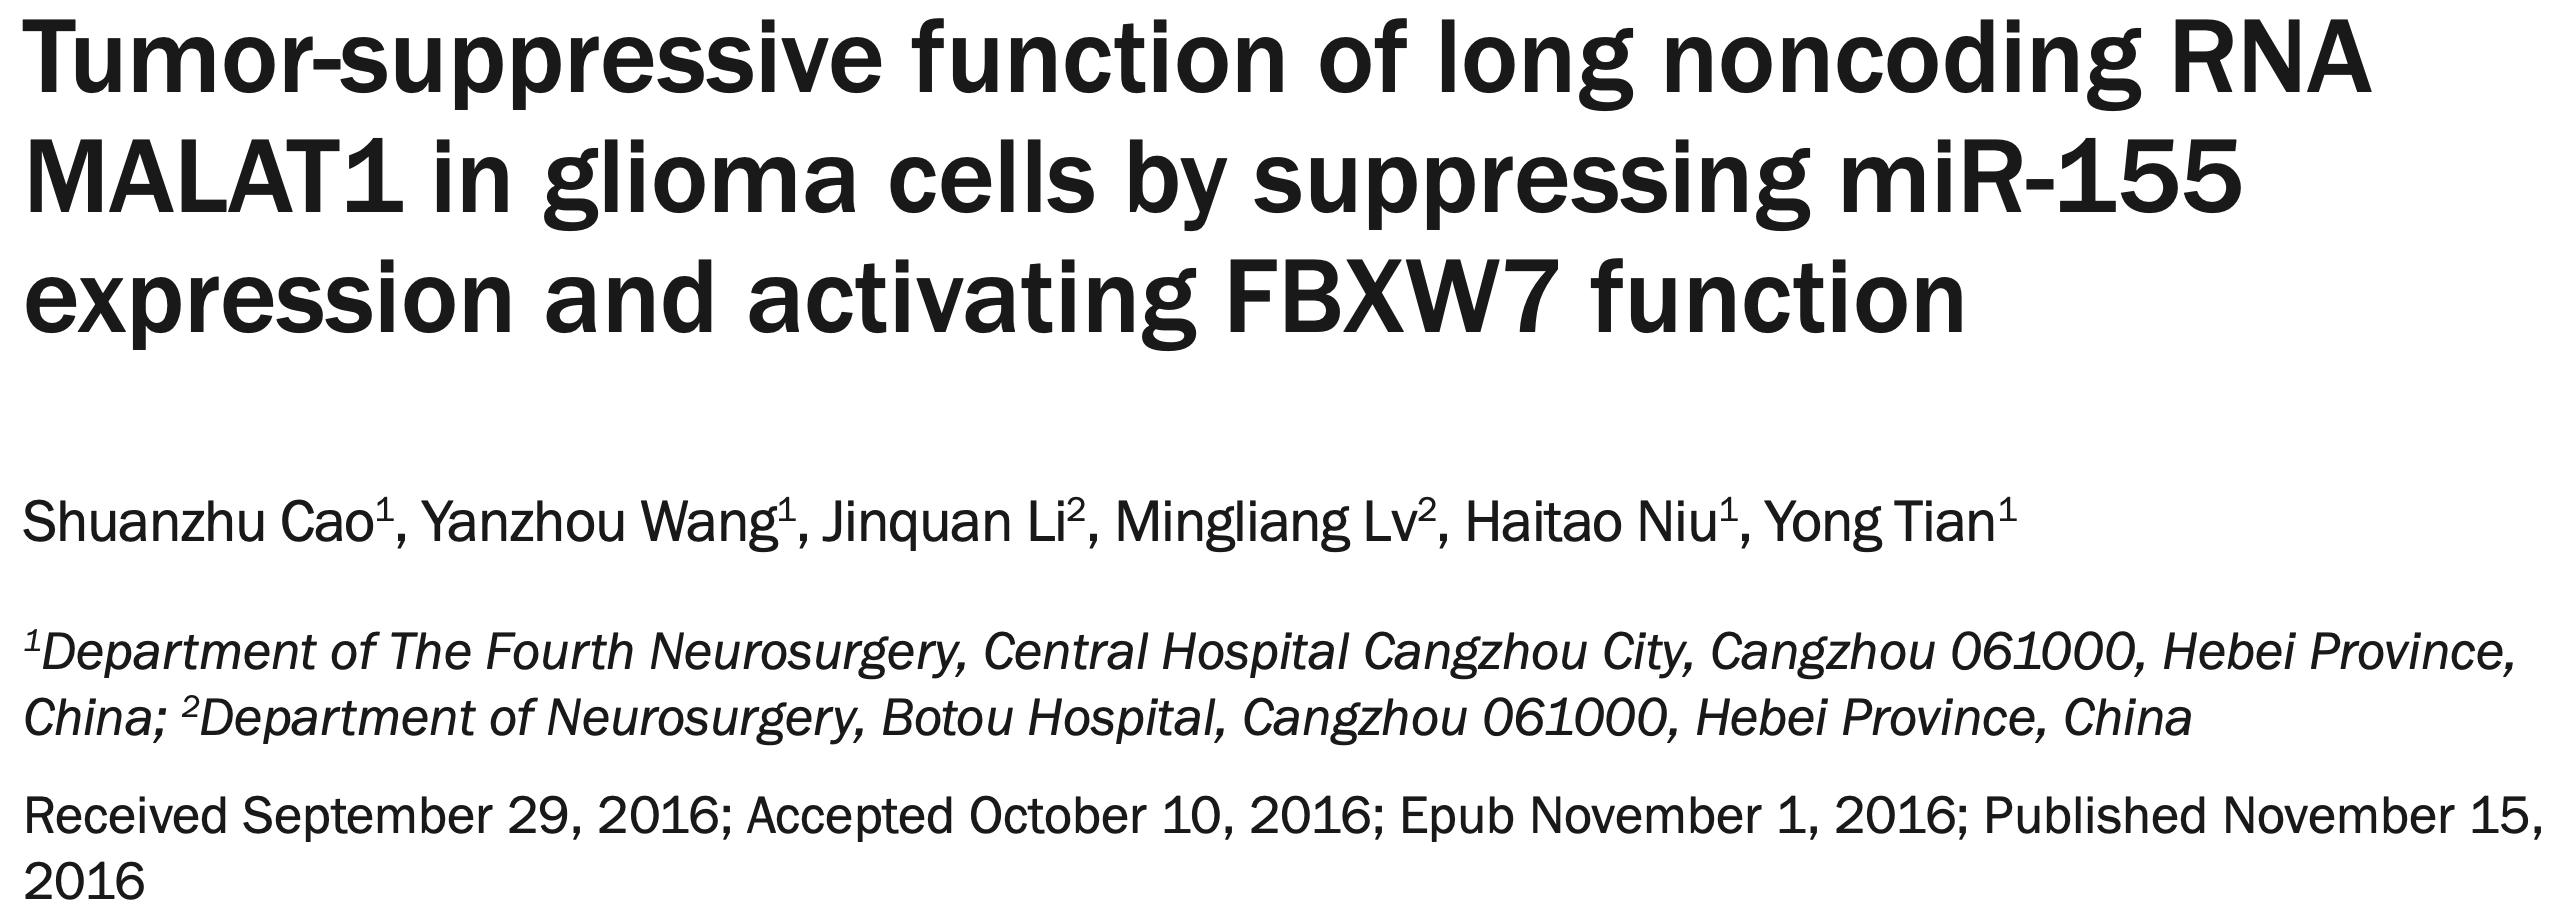 Tumor-suppressive function of long noncoding RNA
MALAT1 in glioma cells by suppressing miR-155
expression and activating FBXW7 function
Shuanzhu Cao¹, Yanzhou Wang¹, Jinquan Li², Mingliang Lv², Haitao Niu¹, Yong Tian¹
¹Department of The Fourth Neurosurgery, Central Hospital Cangzhou City, Cangzhou 061000, Hebei Province,
China; ²Department of Neurosurgery, Botou Hospital, Cangzhou 061000, Hebei Province, China
Received September 29, 2016; Accepted October 10, 2016; Epub November 1, 2016; Published November 15,
2016